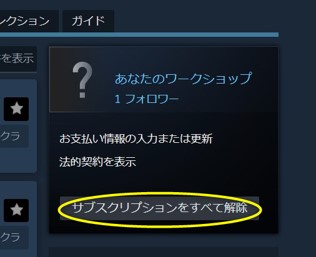 レクション ガイド
を表示
あなたのワークショップ
1 フォロワー
クラ
お支払い情報の入力または更新
法的契約を表示
サブスクリプションをすべて解除
クラ